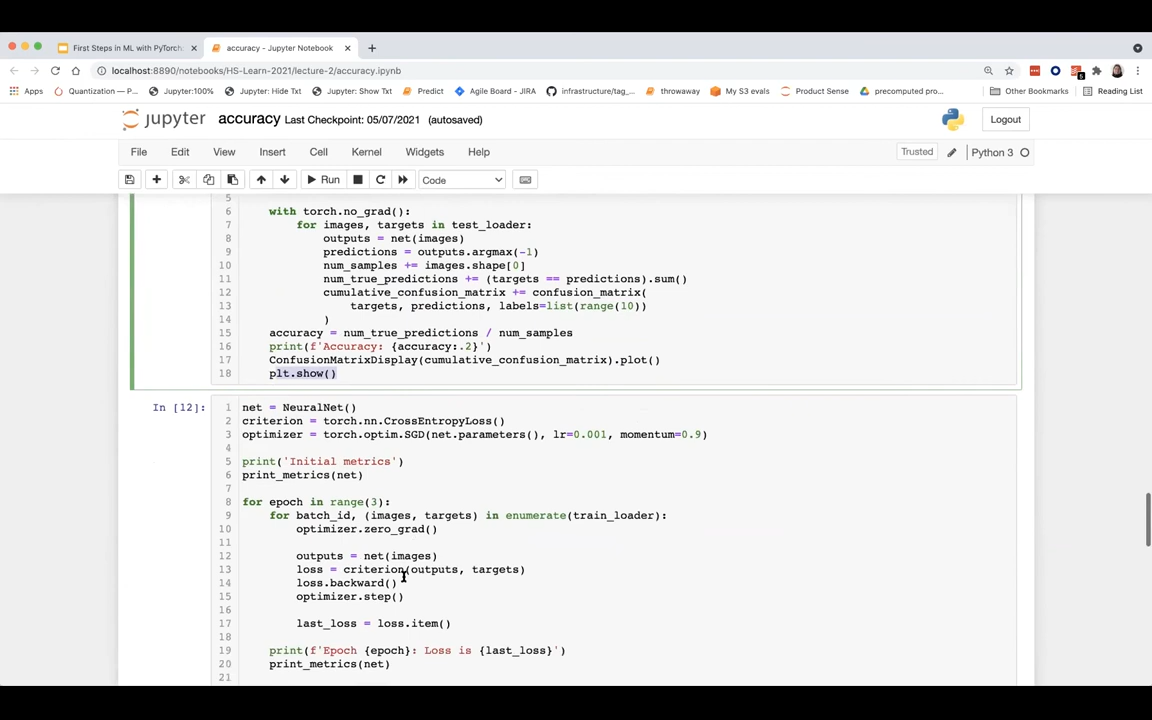 First Steps in ML with PyTorch
accuracy - Jupyter Notebook
localhost:8890/notebooks/HS-Learn-2021/lecture-2/accuracy.ipynb
Apps
Quantization — P...
Jupyter:100%
Jupyter: Hide Txt
Jupyter: Show Txt
Predict
Agile Board - JIRA
infrastructure/tag_...
throwaway
My S3 evals
Product Sense
precomputed pro...
Other Bookmarks
Reading List
jupyter accuracy Last Checkpoint: 05/07/2021 (autosaved)
Logout
File Edit View Insert Cell Kernel Widgets Help
Trusted
Python 3
Run
Code
5
6 with torch.no_grad():
7 for images, targets in test_loader:
8 outputs = net(images)
9 predictions = outputs.argmax(-1)
10 num_samples += images.shape[0]
11 num_true_predictions += (targets == predictions).sum()
12 cumulative_confusion_matrix += confusion_matrix(
13 targets, predictions, labels=list(range(10))
14 )
15 accuracy = num_true_predictions / num_samples
16 print(f'Accuracy: {accuracy:.2}')
17 ConfusionMatrixDisplay(cumulative_confusion_matrix).plot()
18 plt.show()
In [12]:
1 net = NeuralNet()
2 criterion = torch.nn.CrossEntropyLoss()
3 optimizer = torch.optim.SGD(net.parameters(), lr=0.001, momentum=0.9)
4
5 print('Initial metrics')
6 print_metrics(net)
7
8 for epoch in range(3):
9 for batch_id, (images, targets) in enumerate(train_loader):
10 optimizer.zero_grad()
11
12 outputs = net(images)
13 loss = criterion(outputs, targets)
14 loss.backward()
15 optimizer.step()
16
17 last_loss = loss.item()
18
19 print(f'Epoch {epoch}: Loss is {last_loss}')
20 print_metrics(net)
21